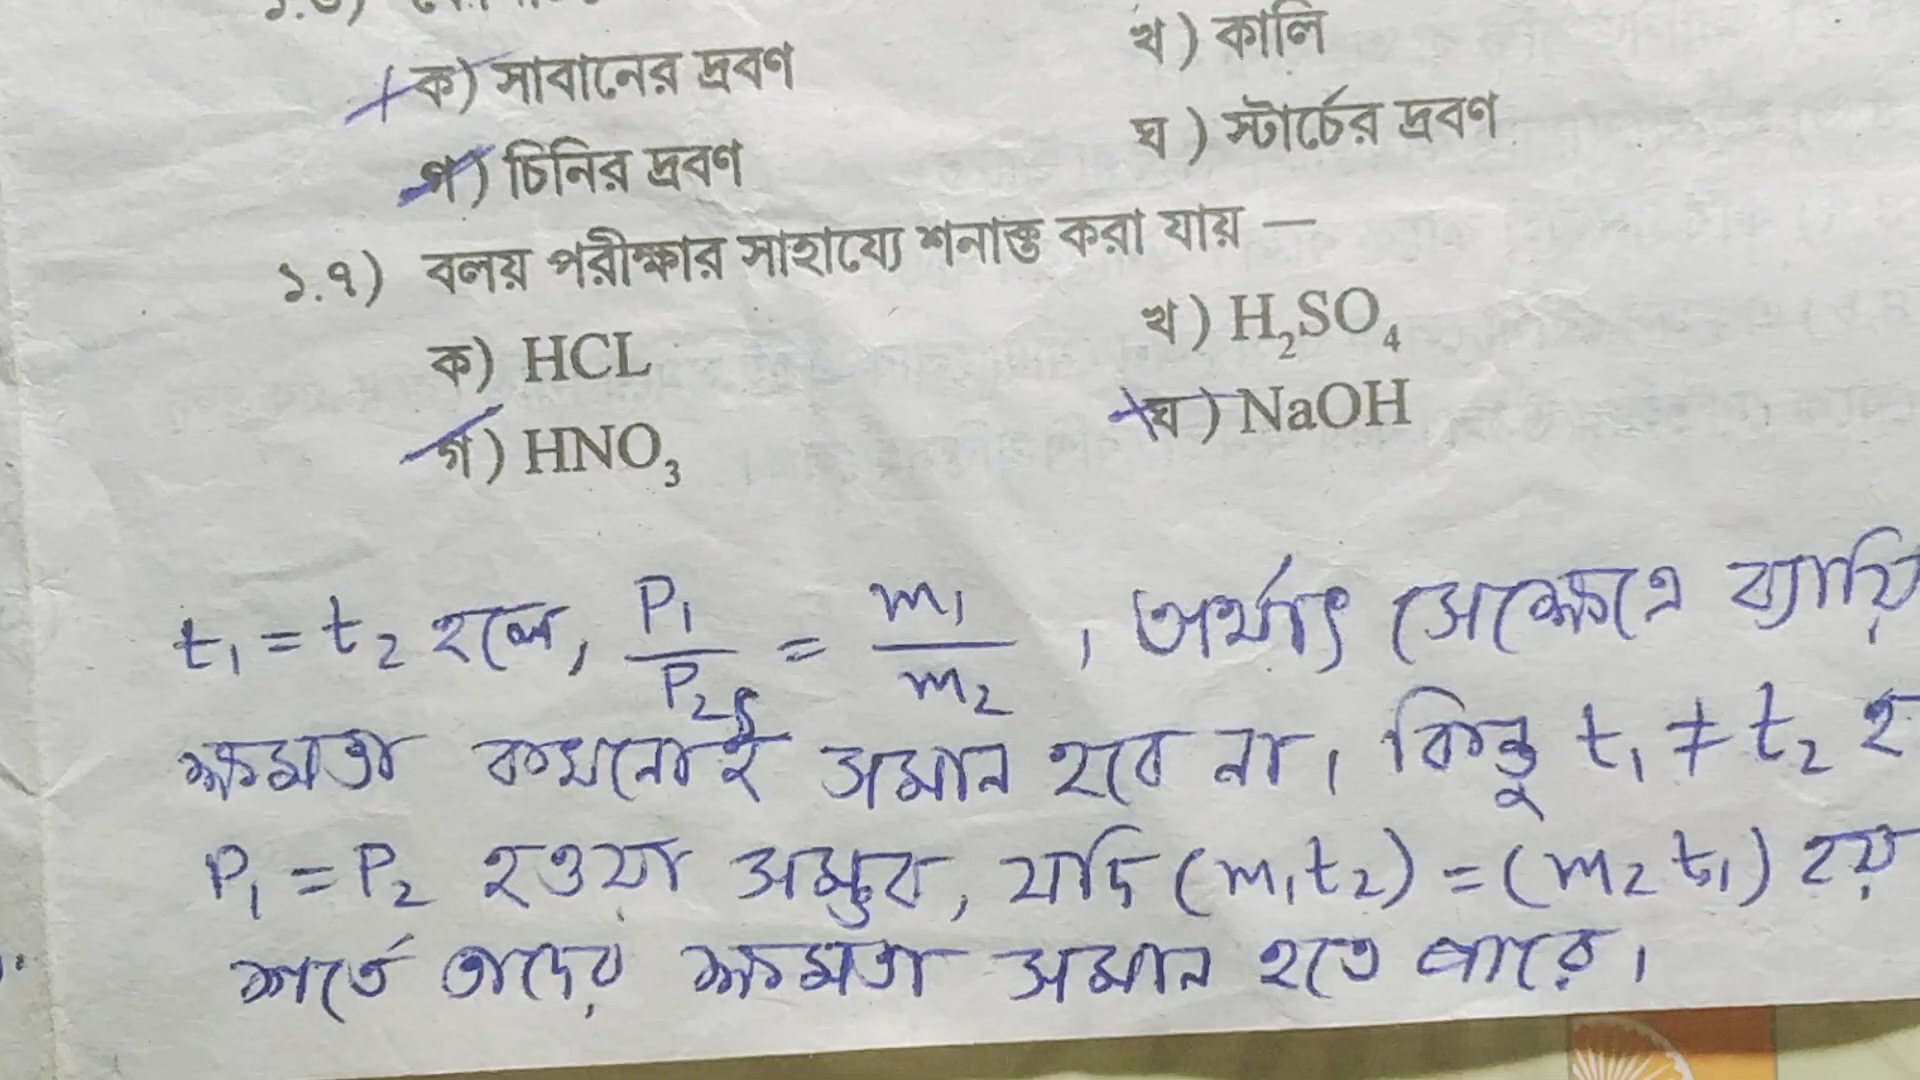 ক) সাবানের দ্রবণ খ) কালি
গ) চিনির দ্রবণ ঘ) স্টার্চের দ্রবণ
১.৭) বলয় পরীক্ষার সাহায্যে শনাক্ত করা যায় —
ক) HCL খ) H₂SO₄
গ) HNO₃ ঘ) NaOH
t₁ = t₂ হলে, P₁/P₂ = m₁/m₂, অর্থাৎ সেক্ষেত্রে
ক্ষমতা কখনোই সমান হবে না। কিন্তু t₁ ≠ t₂
P₁ = P₂ হওয়া সম্ভব, যদি (m₁t₂) = (m₂t₁) হয়
শর্তে তাদের ক্ষমতা সমান হতে পারে।